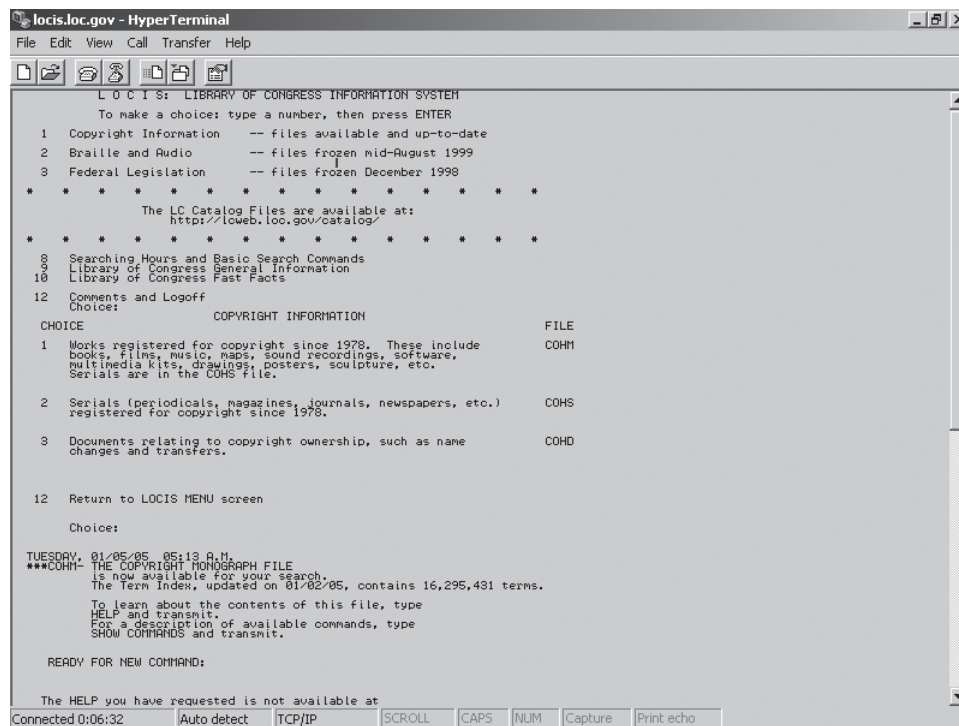 locis.loc.gov - HyperTerminal
File Edit View Call Transfer Help
L O C I S: LIBRARY OF CONGRESS INFORMATION SYSTEM
To make a choice: type a number, then press ENTER
1 Copyright Information -- files available and up-to-date
2 Braille and Audio -- files frozen mid-August 1999
3 Federal Legislation -- files frozen December 1998
* * * * * * * * * * * * * * *
The LC Catalog Files are available at:
http://lcweb.loc.gov/catalog/
* * * * * * * * * * * * * * *
8 Searching Hours and Basic Search Commands
9 Library of Congress General Information
10 Library of Congress Fast Facts
12 Comments and Logoff
Choice:
COPYRIGHT INFORMATION
CHOICE FILE
1 Works registered for copyright since 1978. These include COHM
books, films, music, maps, sound recordings, software,
multimedia kits, drawings, posters, sculpture, etc.
Serials are in the COHS file.
2 Serials (periodicals, magazines, journals, newspapers, etc.) COHS
registered for copyright since 1978.
3 Documents relating to copyright ownership, such as name COHD
changes and transfers.
12 Return to LOCIS MENU screen
Choice:
TUESDAY, 01/05/05 05:13 A.M.
***COHM- THE COPYRIGHT MONOGRAPH FILE
is now available for your search.
The Term Index, updated on 01/02/05, contains 16,295,431 terms.
To learn about the contents of this file, type
HELP and transmit.
For a description of available commands, type
SHOW COMMANDS and transmit.
READY FOR NEW COMMAND:
The HELP you have requested is not available at
Connected 0:06:32 Auto detect TCP/IP SCROLL CAPS NUM Capture Print echo